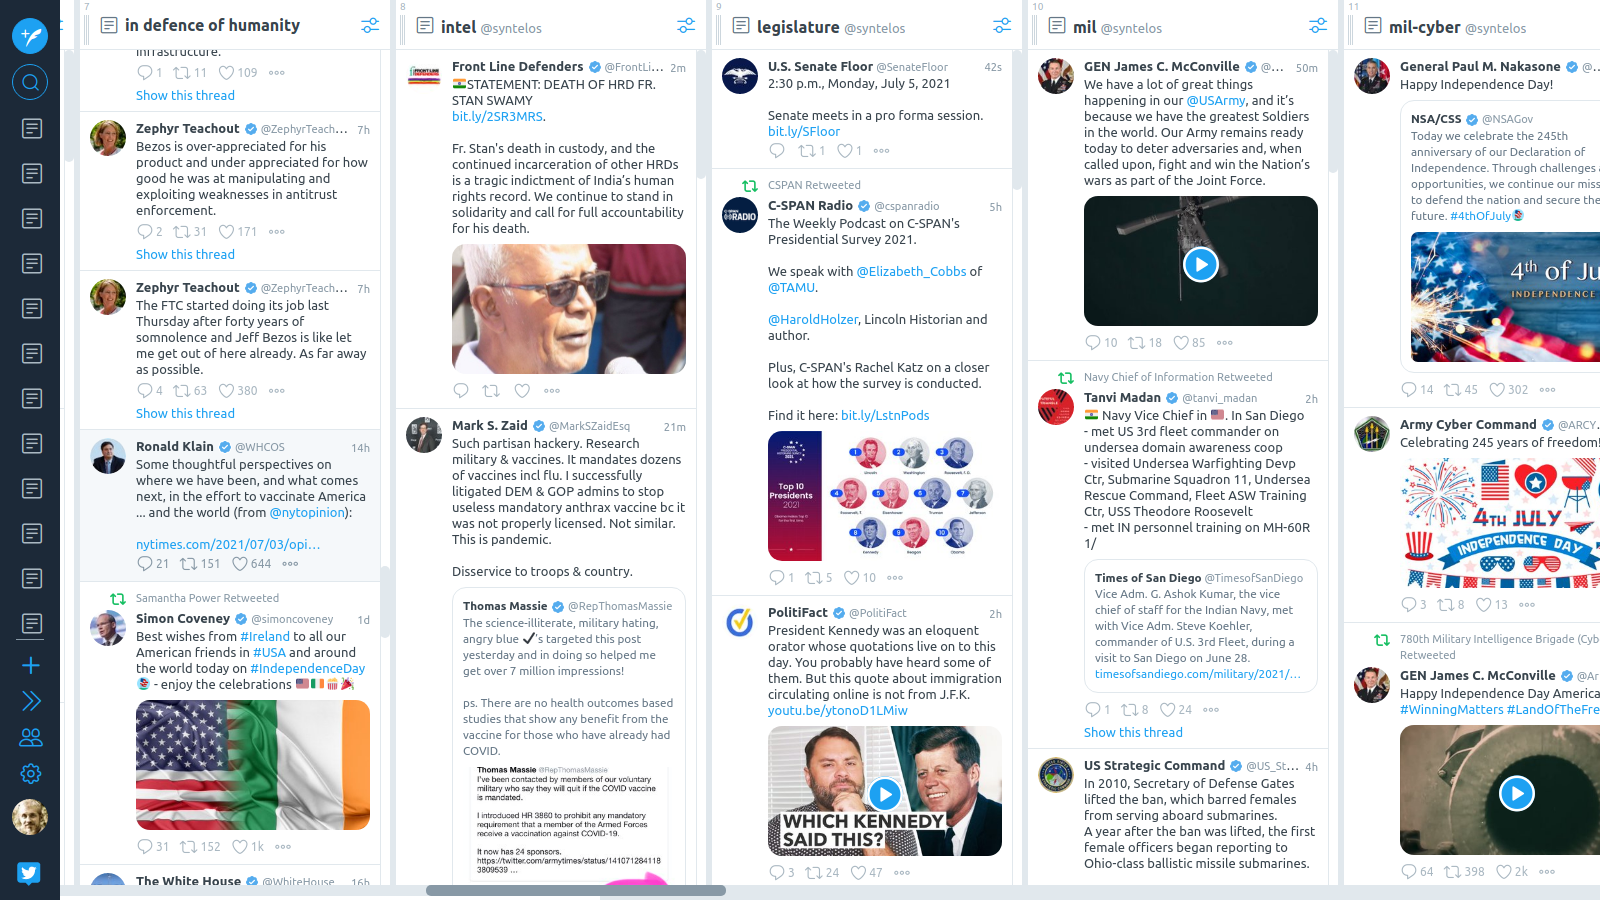 7
in defence of humanity
infrastructure.
1 11 109
Show this thread
Zephyr Teachout @ZephyrTeach... 7h
Bezos is over-appreciated for his
product and under appreciated for how
good he was at manipulating and
exploiting weaknesses in antitrust
enforcement.
2 31 171
Show this thread
Zephyr Teachout @ZephyrTeach... 7h
The FTC started doing its job last
Thursday after forty years of
somnolence and Jeff Bezos is like let
me get out of here already. As far away
as possible.
4 63 380
Show this thread
Ronald Klain @WHCOS 14h
Some thoughtful perspectives on
where we have been, and what comes
next, in the effort to vaccinate America
... and the world (from @nytopinion):
nytimes.com/2021/07/03/opi...
21 151 644
Samantha Power Retweeted
Simon Coveney @simoncoveney 1d
Best wishes from #Ireland to all our
American friends in #USA and around
the world today on #IndependenceDay
- enjoy the celebrations
31 152 1k
The White House @WHiteHouse 16h
8
intel @syntelos
Front Line Defenders @FrontLi... 2m
STATEMENT: DEATH OF HRD FR.
STAN SWAMY
bit.ly/2SR3MRS.
Fr. Stan's death in custody, and the
continued incarceration of other HRDs
is a tragic indictment of India's human
rights record. We continue to stand in
solidarity and call for full accountability
for his death.
Mark S. Zaid @MarkSZaidEsq 21m
Such partisan hackery. Research
military & vaccines. It mandates dozens
of vaccines incl flu. I successfully
litigated DEM & GOP admins to stop
useless mandatory anthrax vaccine bc it
was not properly licensed. Not similar.
This is pandemic.
Disservice to troops & country.
Thomas Massie @RepThomasMassie
The science-illiterate, military hating,
angry blue ✔'s targeted this post
yesterday and in doing so helped me
get over 7 million impressions!
ps. There are no health outcomes based
studies that show any benefit from the
vaccine for those who have already had
COVID.
Thomas Massie @RepThomasMassie
I've been contacted by members of our voluntary
military who say they will quit if the COVID vaccine
is mandated.
I introduced HR 3860 to prohibit any mandatory
requirement that a member of the Armed Forces
receive a vaccination against COVID-19.
It now has 24 sponsors.
https://twitter.com/armytimes/status/141071284118
3809539 ...
9
legislature @syntelos
U.S. Senate Floor @SenateFloor 42s
2:30 p.m., Monday, July 5, 2021
Senate meets in a pro forma session.
bit.ly/SFloor
1 1
CSPAN Retweeted
C-SPAN Radio @cspanradio 5h
The Weekly Podcast on C-SPAN's
Presidential Survey 2021.
We speak with @Elizabeth_Cobbs of
@TAMU.
@HaroldHolzer, Lincoln Historian and
author.
Plus, C-SPAN's Rachel Katz on a closer
look at how the survey is conducted.
Find it here: bit.ly/LstnPods
Top 10
Presidents
2021
1 5 10
PolitiFact @PolitiFact 2h
President Kennedy was an eloquent
orator whose quotations live on to this
day. You probably have heard some of
them. But this quote about immigration
circulating online is not from J.F.K.
youtu.be/ytonoD1LMiw
WHICH KENNEDY
SAID THIS?
3 24 47
10
mil @syntelos
GEN James C. McConville @... 50m
We have a lot of great things
happening in our @USArmy, and it's
because we have the greatest Soldiers
in the world. Our Army remains ready
today to deter adversaries and, when
called upon, fight and win the Nation's
wars as part of the Joint Force.
10 18 85
Navy Chief of Information Retweeted
Tanvi Madan @tanvi_madan 2h
Navy Vice Chief in . In San Diego
- met US 3rd fleet commander on
undersea domain awareness coop
- visited Undersea Warfighting Devp
Ctr, Submarine Squadron 11, Undersea
Rescue Command, Fleet ASW Training
Ctr, USS Theodore Roosevelt
- met IN personnel training on MH-60R
1/
Times of San Diego @TimesofSanDiego
Vice Adm. G. Ashok Kumar, the vice
chief of staff for the Indian Navy, met
with Vice Adm. Steve Koehler,
commander of U.S. 3rd Fleet, during a
visit to San Diego on June 28.
timesofsandiego.com/military/2021/...
1 8 24
Show this thread
US Strategic Command @US_St... 4h
In 2010, Secretary of Defense Gates
lifted the ban, which barred females
from serving aboard submarines.
A year after the ban was lifted, the first
female officers began reporting to
Ohio-class ballistic missile submarines.
11
mil-cyber @syntelos
General Paul M. Nakasone @...
Happy Independence Day!
NSA/CSS @NSAGov
Today we celebrate the 245th
anniversary of our Declaration of
Independence. Through challenges
opportunities, we continue our miss
to defend the nation and secure the
future. #4thOfJuly
4th of Ju
INDEPENDENCE
14 45 302
Army Cyber Command @ARCY...
Celebrating 245 years of freedom!
4TH JULY
INDEPENDENCE DAY
3 8 13
780th Military Intelligence Brigade (Cyb
Retweeted
GEN James C. McConville @Ar
Happy Independence Day America
#WinningMatters #LandOfTheFre
64 398 2k